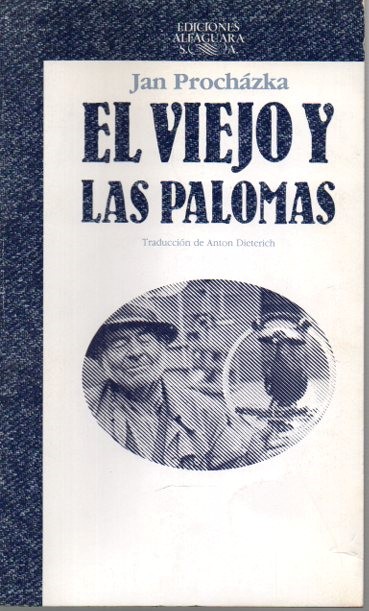 EDICIONES
ALFAGUARA
S. A.
Jan Procházka
EL VIEJO Y
LAS PALOMAS
Traducción de Anton Dieterich